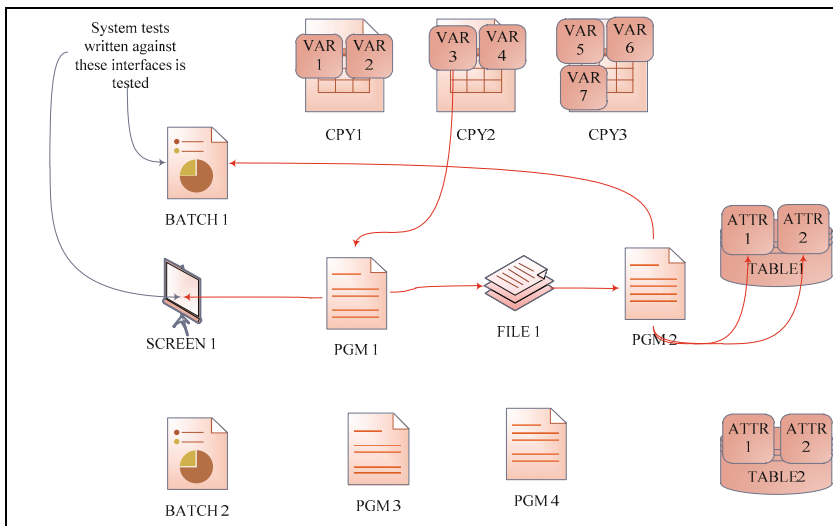 System tests
written against
these interfaces is
tested
VAR
1
VAR
2
CPY1
VAR
3
VAR
4
CPY2
VAR
5
VAR
6
VAR
7
CPY3
BATCH 1
ATTR
1
ATTR
2
TABLE1
SCREEN 1
PGM 1
FILE 1
PGM 2
BATCH 2
PGM 3
PGM 4
ATTR
1
ATTR
2
TABLE2